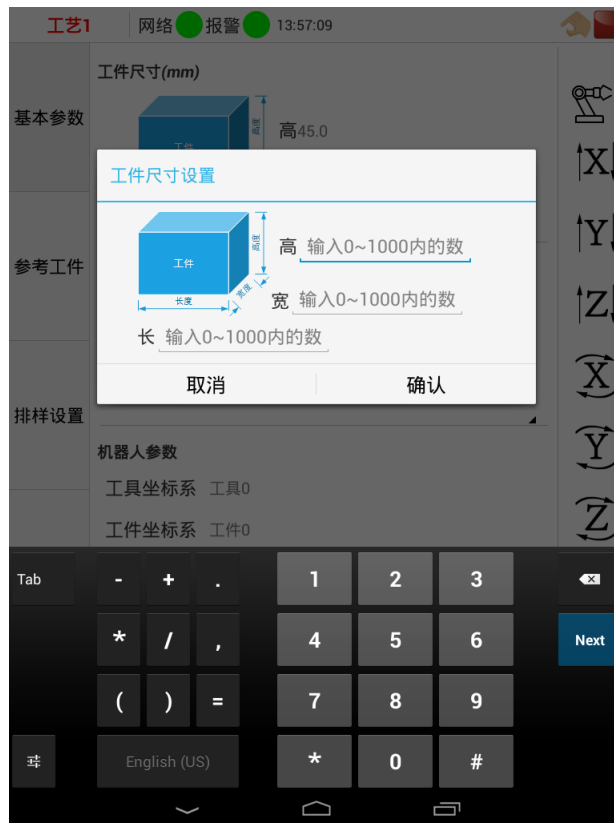 工艺1 网络 报警 13:57:09
工件尺寸(mm)
基本参数
高度
高45.0
工件
工件尺寸设置
高度
高 输入0~1000内的数
工件
宽度
长度
宽 输入0~1000内的数
长 输入0~1000内的数
取消 确认
参考工件
排样设置
机器人参数
工具坐标系 工具0
工件坐标系 工件0
X
Y
Z
X
Y
Z
Tab - + . 1 2 3
* / , 4 5 6 Next
( ) = 7 8 9
English (US) * 0 #